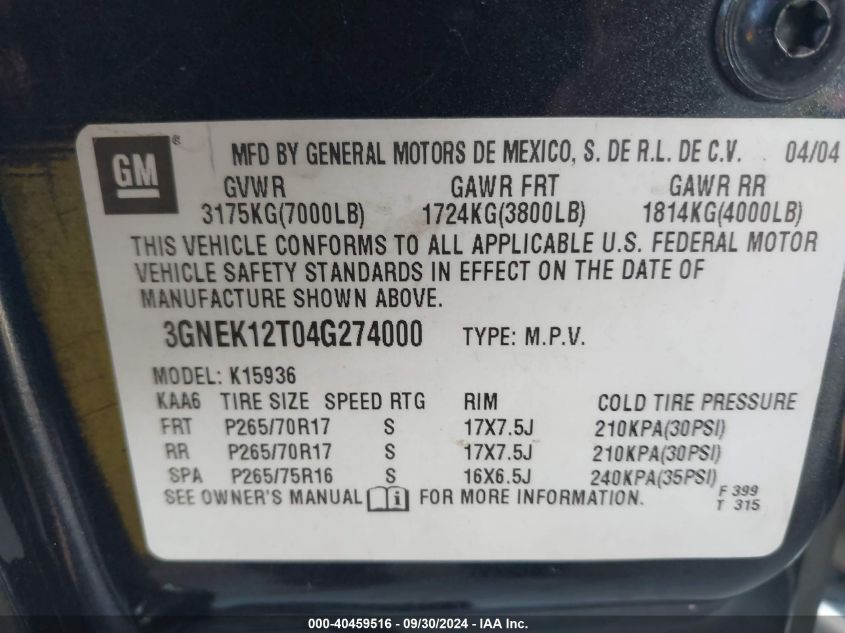 GM ® MFD BY GENERAL MOTORS DE MEXICO, S. DE R.L. DE C.V. 04/04
GVWR GAWR FRT GAWR RR
3175KG(7000LB) 1724KG(3800LB) 1814KG(4000LB)
THIS VEHICLE CONFORMS TO ALL APPLICABLE U.S. FEDERAL MOTOR
VEHICLE SAFETY STANDARDS IN EFFECT ON THE DATE OF
MANUFACTURE SHOWN ABOVE.
3GNEK12T04G274000 TYPE: M.P.V.
MODEL: K15936
KAA6 TIRE SIZE SPEED RTG RIM COLD TIRE PRESSURE
FRT P265/70R17 S 17X7.5J 210KPA(30PSI)
RR P265/70R17 S 17X7.5J 210KPA(30PSI)
SPA P265/75R16 S 16X6.5J 240KPA(35PSI)
SEE OWNER'S MANUAL i FOR MORE INFORMATION.
F 399
T 315
000-40459516 - 09/30/2024 - IAA Inc.